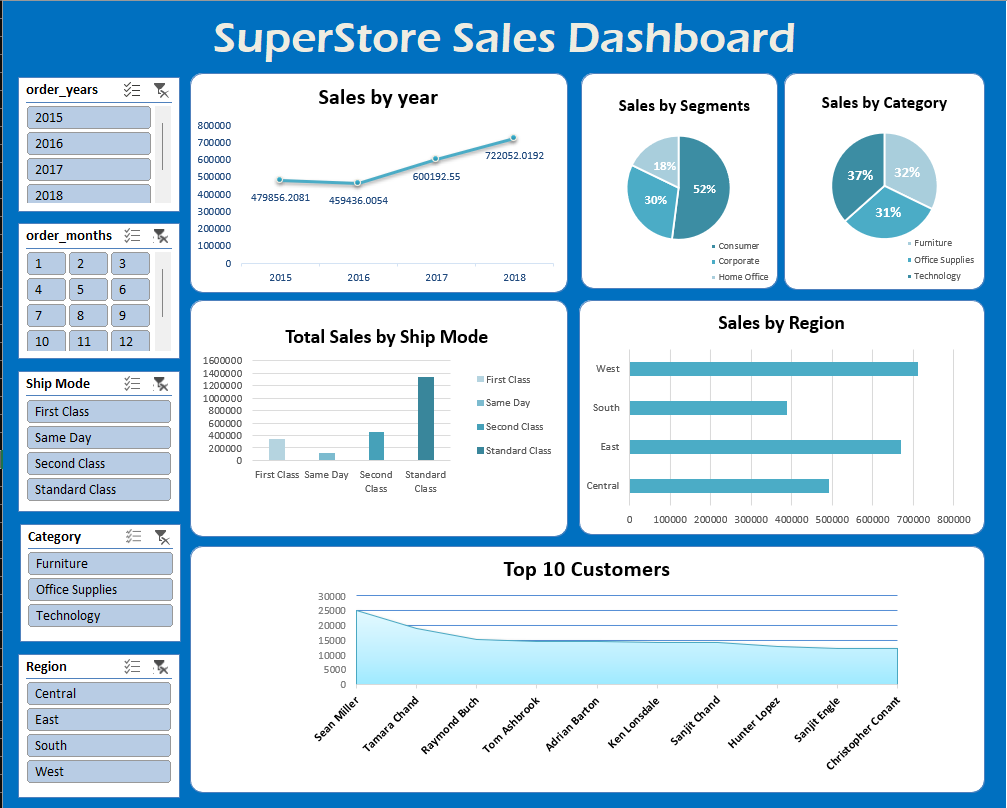 SuperStore Sales Dashboard
order_years
2015
2016
2017
2018
order_months
1 2 3
4 5 6
7 8 9
10 11 12
Ship Mode
First Class
Same Day
Second Class
Standard Class
Category
Furniture
Office Supplies
Technology
Region
Central
East
South
West
Sales by year
800000
700000
600000
500000
400000
300000
200000
100000
0
479856.2081
459436.0054
600192.55
722052.0192
2015 2016 2017 2018
Sales by Segments
18%
52%
30%
Consumer
Corporate
Home Office
Sales by Category
37%
32%
31%
Furniture
Office Supplies
Technology
Total Sales by Ship Mode
1600000
1400000
1200000
1000000
800000
600000
400000
200000
0
First Class Same Day Second Standard
Class Class
First Class
Same Day
Second Class
Standard Class
Sales by Region
West
South
East
Central
0 100000 200000 300000 400000 500000 600000 700000 800000
Top 10 Customers
30000
25000
20000
15000
10000
5000
0
Sean Miller
Tamara Chand
Raymond Buch
Tom Ashbrook
Adrian Barton
Ken Lonsdale
Sanjit Chand
Hunter Lopez
Sanjit Engle
Christopher Conant